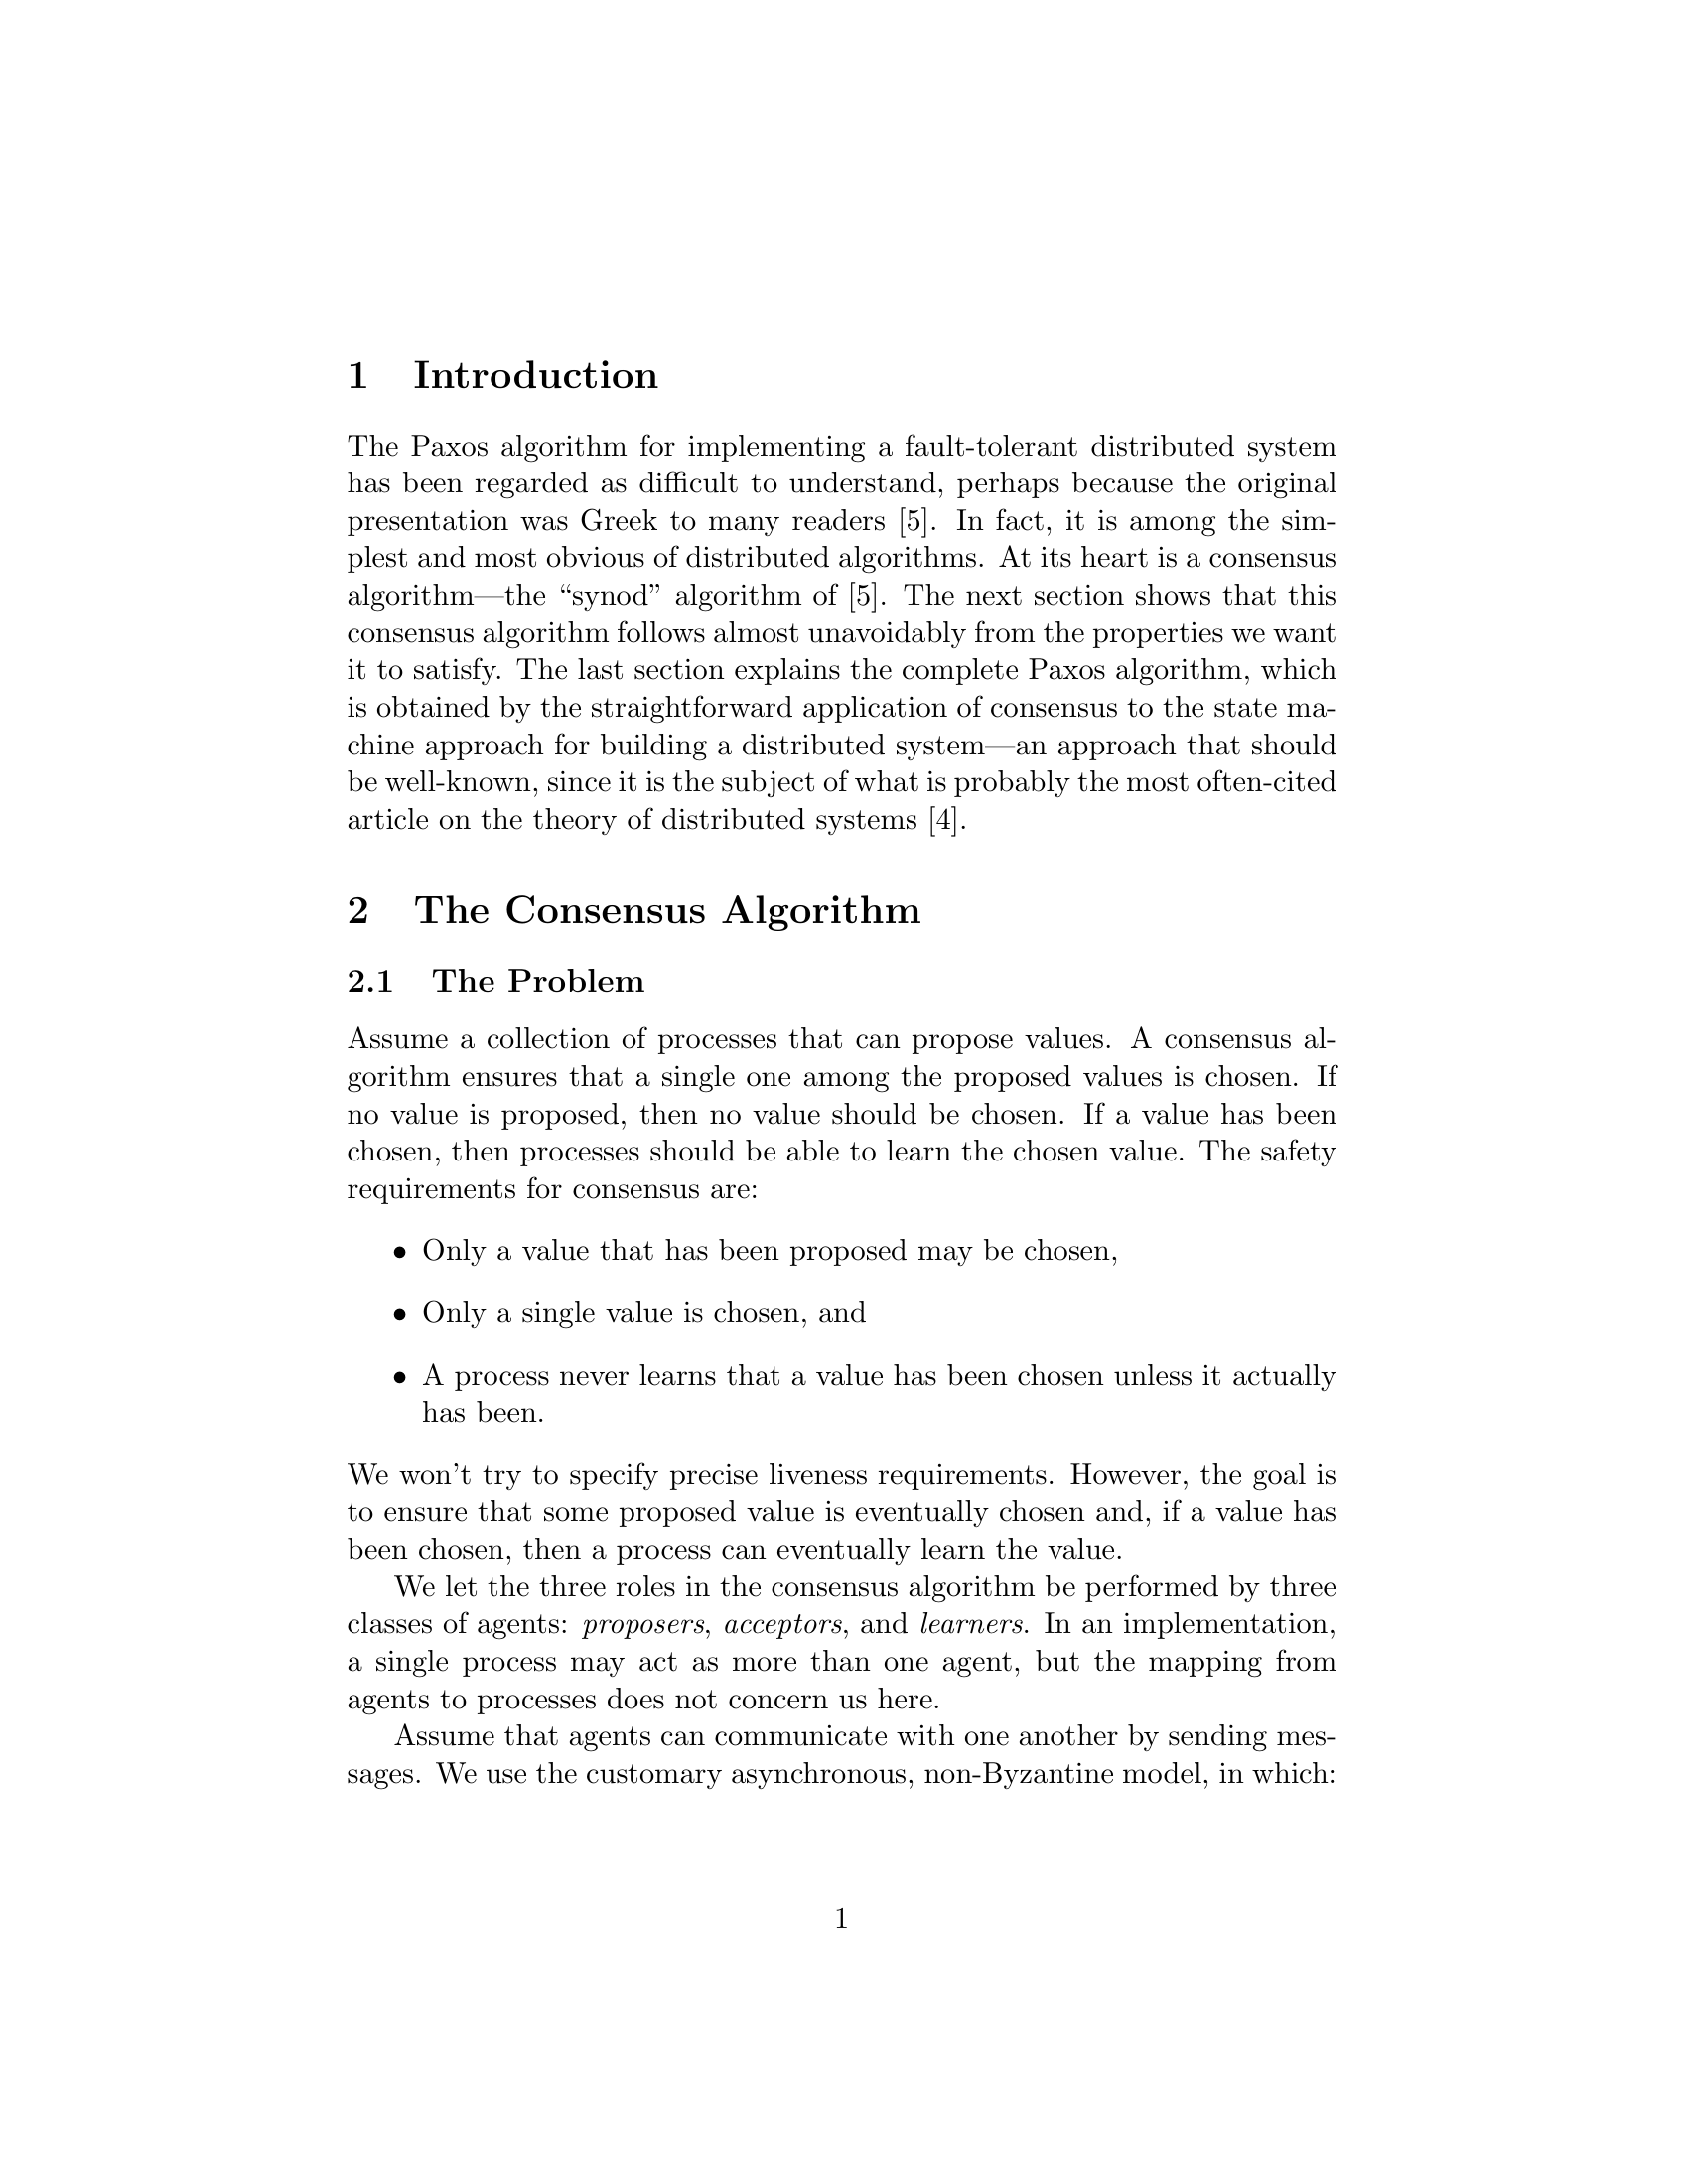 1 Introduction
The Paxos algorithm for implementing a fault-tolerant distributed system
has been regarded as difficult to understand, perhaps because the original
presentation was Greek to many readers [5]. In fact, it is among the sim-
plest and most obvious of distributed algorithms. At its heart is a consensus
algorithm—the “synod” algorithm of [5]. The next section shows that this
consensus algorithm follows almost unavoidably from the properties we want
it to satisfy. The last section explains the complete Paxos algorithm, which
is obtained by the straightforward application of consensus to the state ma-
chine approach for building a distributed system—an approach that should
be well-known, since it is the subject of what is probably the most often-cited
article on the theory of distributed systems [4].
2 The Consensus Algorithm
2.1 The Problem
Assume a collection of processes that can propose values. A consensus al-
gorithm ensures that a single one among the proposed values is chosen. If
no value is proposed, then no value should be chosen. If a value has been
chosen, then processes should be able to learn the chosen value. The safety
requirements for consensus are:
• Only a value that has been proposed may be chosen,
• Only a single value is chosen, and
• A process never learns that a value has been chosen unless it actually
has been.
We won’t try to specify precise liveness requirements. However, the goal is
to ensure that some proposed value is eventually chosen and, if a value has
been chosen, then a process can eventually learn the value.
We let the three roles in the consensus algorithm be performed by three
classes of agents: proposers, acceptors, and learners. In an implementation,
a single process may act as more than one agent, but the mapping from
agents to processes does not concern us here.
Assume that agents can communicate with one another by sending mes-
sages. We use the customary asynchronous, non-Byzantine model, in which:
1